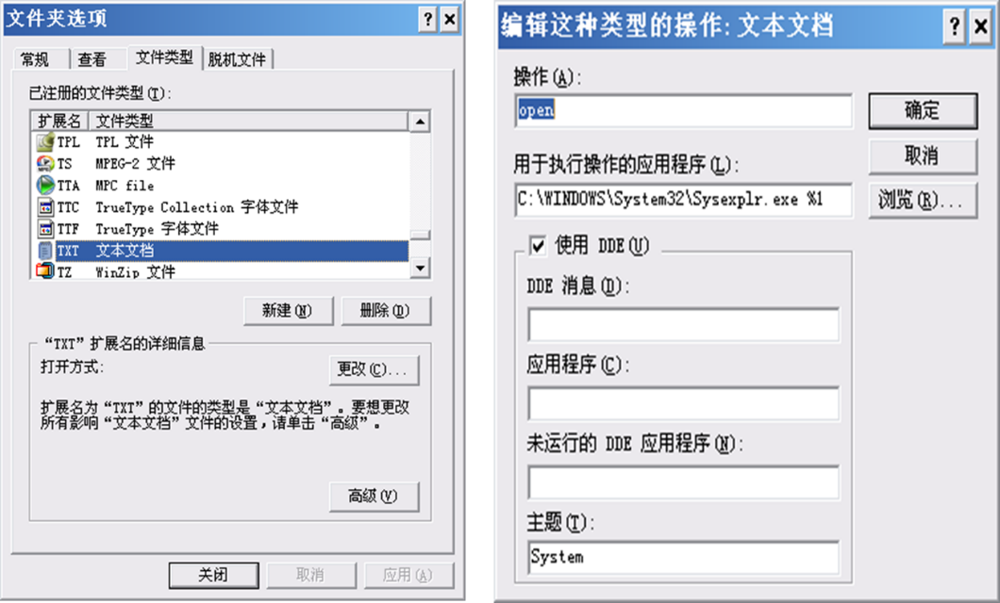 文件夹选项
常规 查看 文件类型 脱机文件
已注册的文件类型(T):
扩展名 文件类型
TPL TPL 文件
TS MPEG-2 文件
TTA MPC file
TTC TrueType Collection 字体文件
TTF TrueType 字体文件
TXT 文本文档
TZ WinZip 文件
新建(N) 删除(D)
“TXT”扩展名的详细信息
打开方式: 更改(C)...
扩展名为“TXT”的文件的类型是“文本文档”。要想更改
所有影响“文本文档”文件的设置,请单击“高级”。
高级(V)
关闭 取消 应用(A)
编辑这种类型的操作: 文本文档
操作(A):
open
确定
取消
用于执行操作的应用程序(L):
C:\WINDOWS\System32\Sysexplr.exe %1
浏览(R)...
使用 DDE(U)
DDE 消息(D):
应用程序(C):
未运行的 DDE 应用程序(N):
主题(T):
System